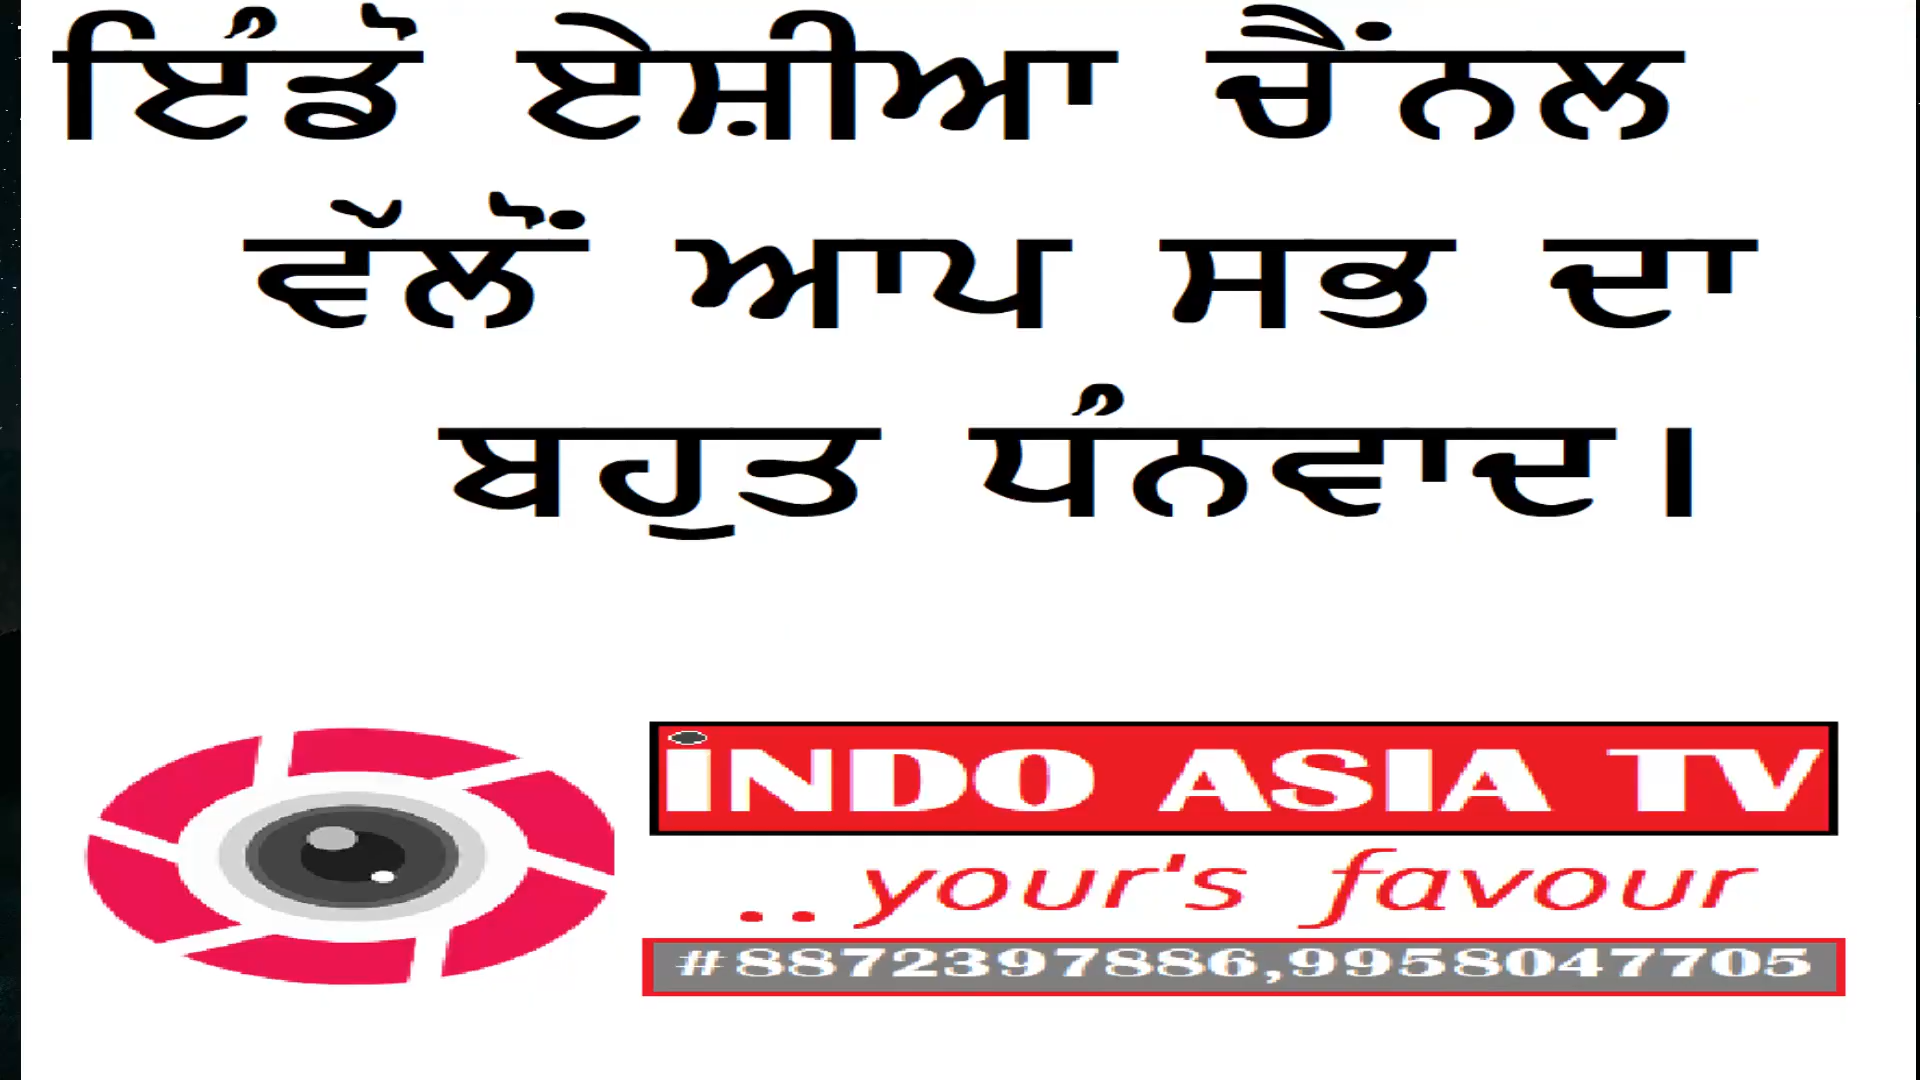 ਇੰਡੋ ਏਸ਼ੀਆ ਚੈਂਨਲ
ਵੱਲੋਂ ਆਪ ਸਭ ਦਾ
ਬਹੁਤ ਧੰਨਵਾਦ।
iNDO ASIA TV
..your's favour
#8872397886,9958047705